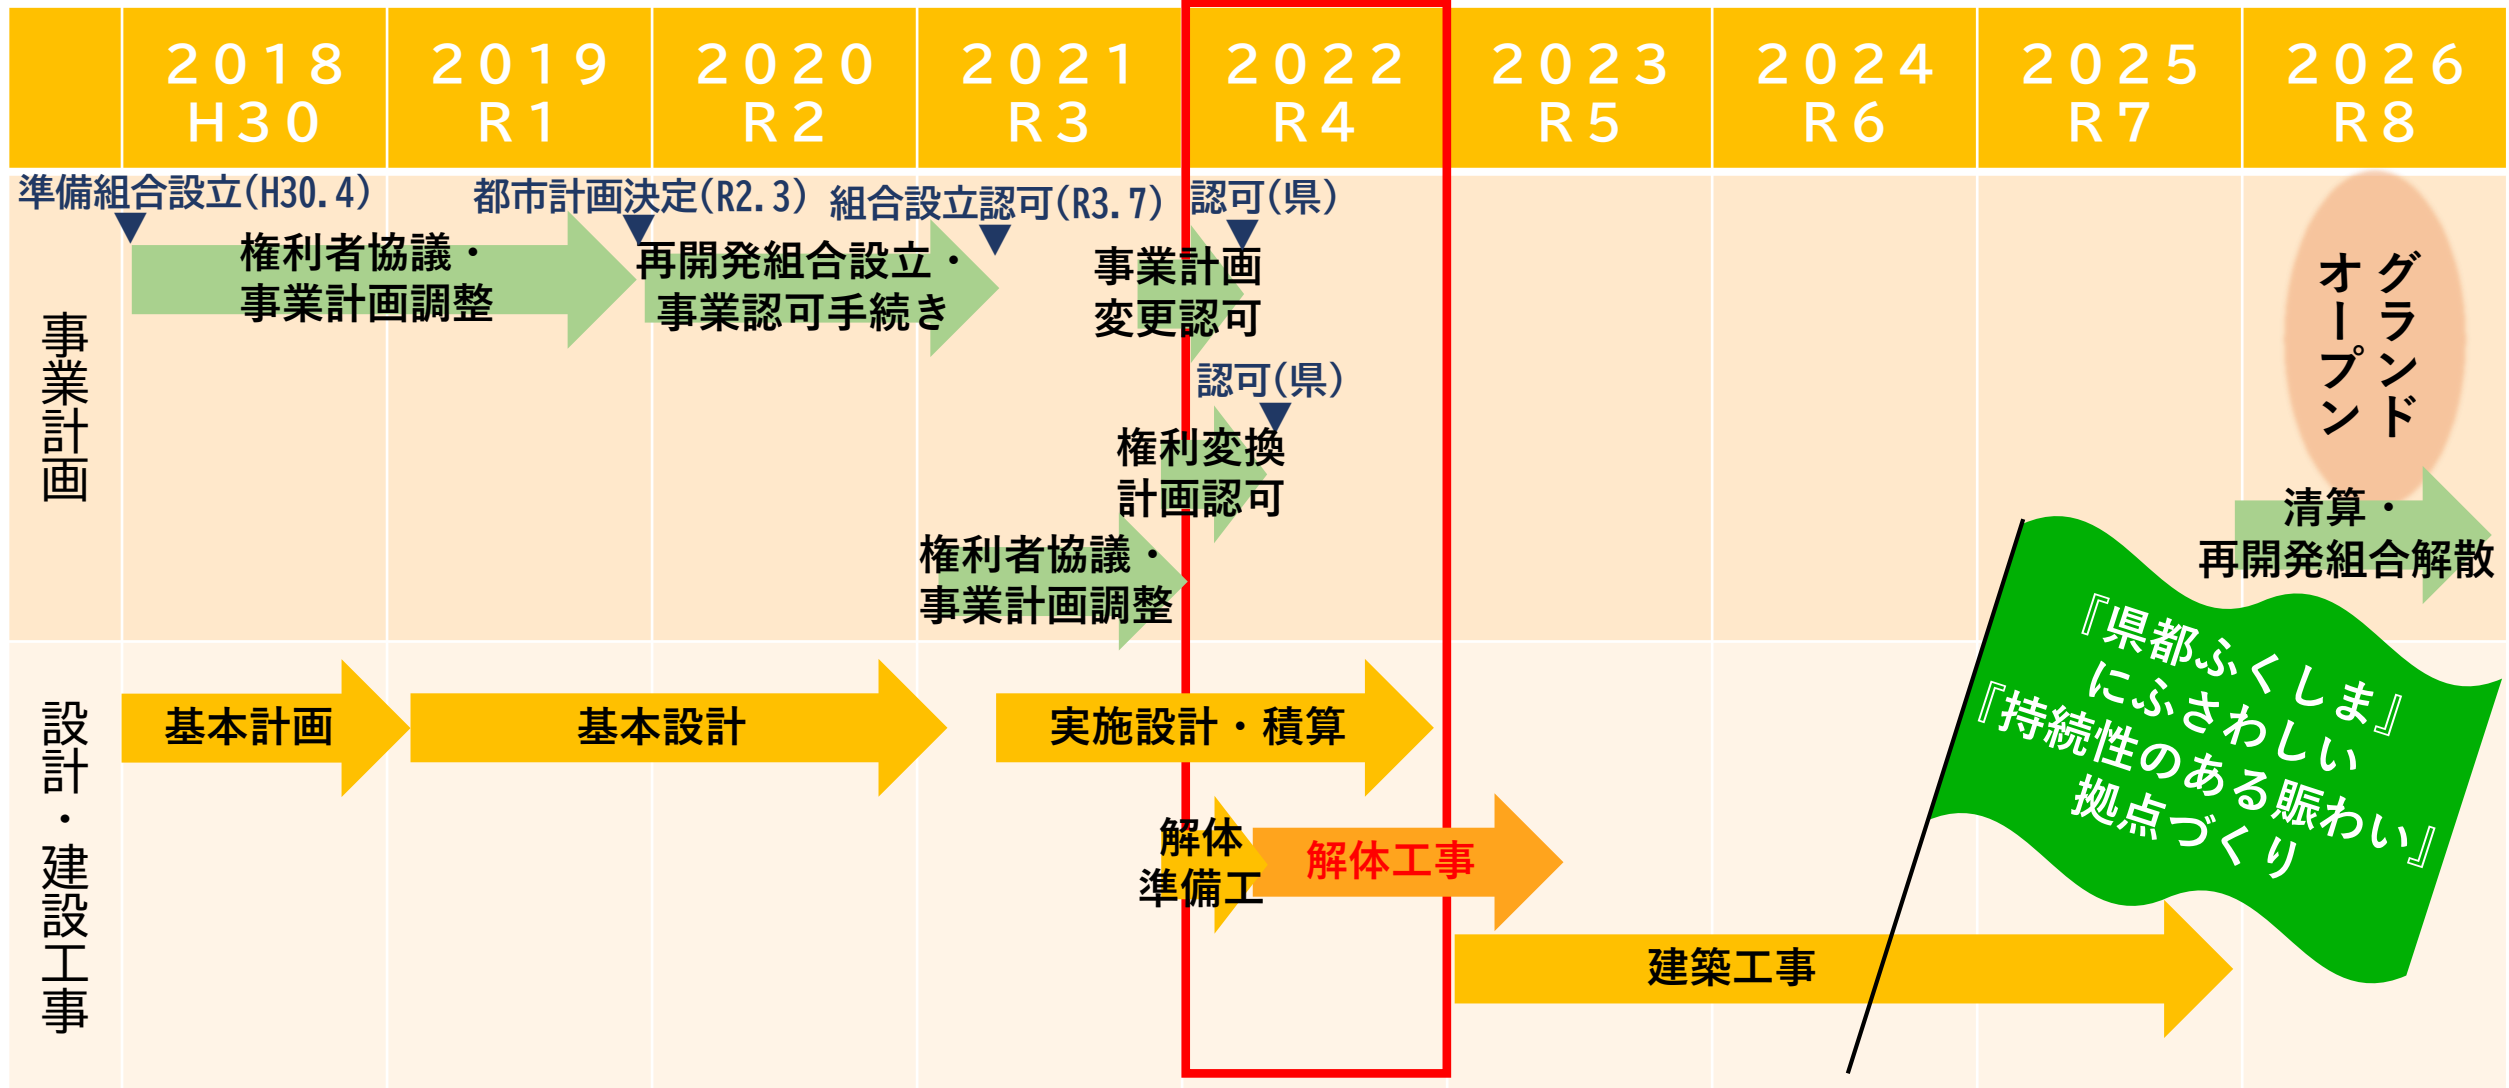 ２０１８
Ｈ３０
２０１９
Ｒ１
２０２０
Ｒ２
２０２１
Ｒ３
２０２２
Ｒ４
２０２３
Ｒ５
２０２４
Ｒ６
２０２５
Ｒ７
２０２６
Ｒ８
事業計画
準備組合設立(H30.4)
都市計画決定(R2.3)
組合設立認可(R3.7)
認可(県)
権利者協議・
事業計画調整
再開発組合設立・
事業認可手続き
事業計画
変更認可
認可(県)
権利変換
計画認可
権利者協議・
事業計画調整
グランド
オープン
清算・
再開発組合解散
設計・建設工事
基本計画
基本設計
実施設計・積算
解体
準備工
解体工事
建築工事
『県都ふくしま』
にふさわしい
『持続性のある賑わい』
拠点づくり